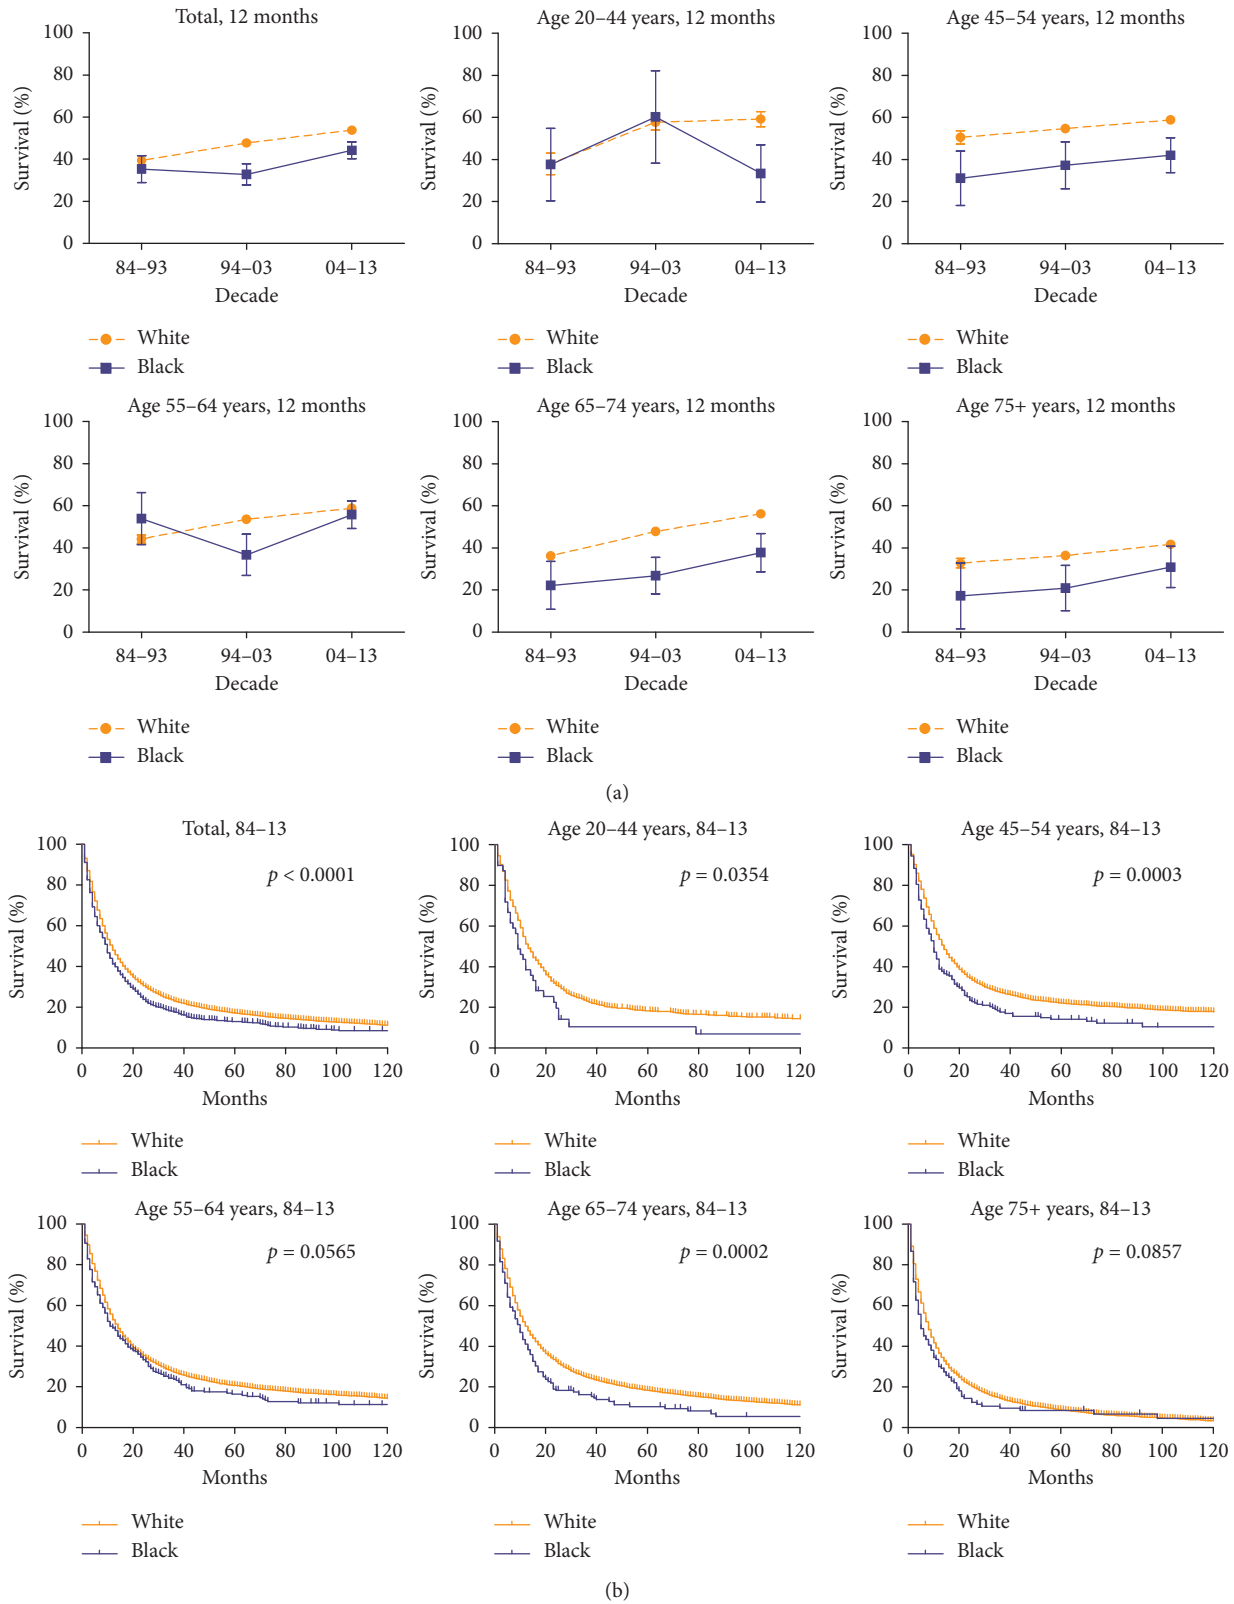 Total, 12 months
100
80
60
40
20
0
Survival (%)
84–93 94–03 04–13
Decade
White
Black
Age 20–44 years, 12 months
100
80
60
40
20
0
Survival (%)
84–93 94–03 04–13
Decade
White
Black
Age 45–54 years, 12 months
100
80
60
40
20
0
Survival (%)
84–93 94–03 04–13
Decade
White
Black
Age 55–64 years, 12 months
100
80
60
40
20
0
Survival (%)
84–93 94–03 04–13
Decade
White
Black
Age 65–74 years, 12 months
100
80
60
40
20
0
Survival (%)
84–93 94–03 04–13
Decade
White
Black
Age 75+ years, 12 months
100
80
60
40
20
0
Survival (%)
84–93 94–03 04–13
Decade
White
Black
(a)
Total, 84–13
100
80
60
40
20
0
Survival (%)
p < 0.0001
0 20 40 60 80 100 120
Months
White
Black
Age 20–44 years, 84–13
100
80
60
40
20
0
Survival (%)
p = 0.0354
0 20 40 60 80 100 120
Months
White
Black
Age 45–54 years, 84–13
100
80
60
40
20
0
Survival (%)
p = 0.0003
0 20 40 60 80 100 120
Months
White
Black
Age 55–64 years, 84–13
100
80
60
40
20
0
Survival (%)
p = 0.0565
0 20 40 60 80 100 120
Months
White
Black
Age 65–74 years, 84–13
100
80
60
40
20
0
Survival (%)
p = 0.0002
0 20 40 60 80 100 120
Months
White
Black
Age 75+ years, 84–13
100
80
60
40
20
0
Survival (%)
p = 0.0857
0 20 40 60 80 100 120
Months
White
Black
(b)